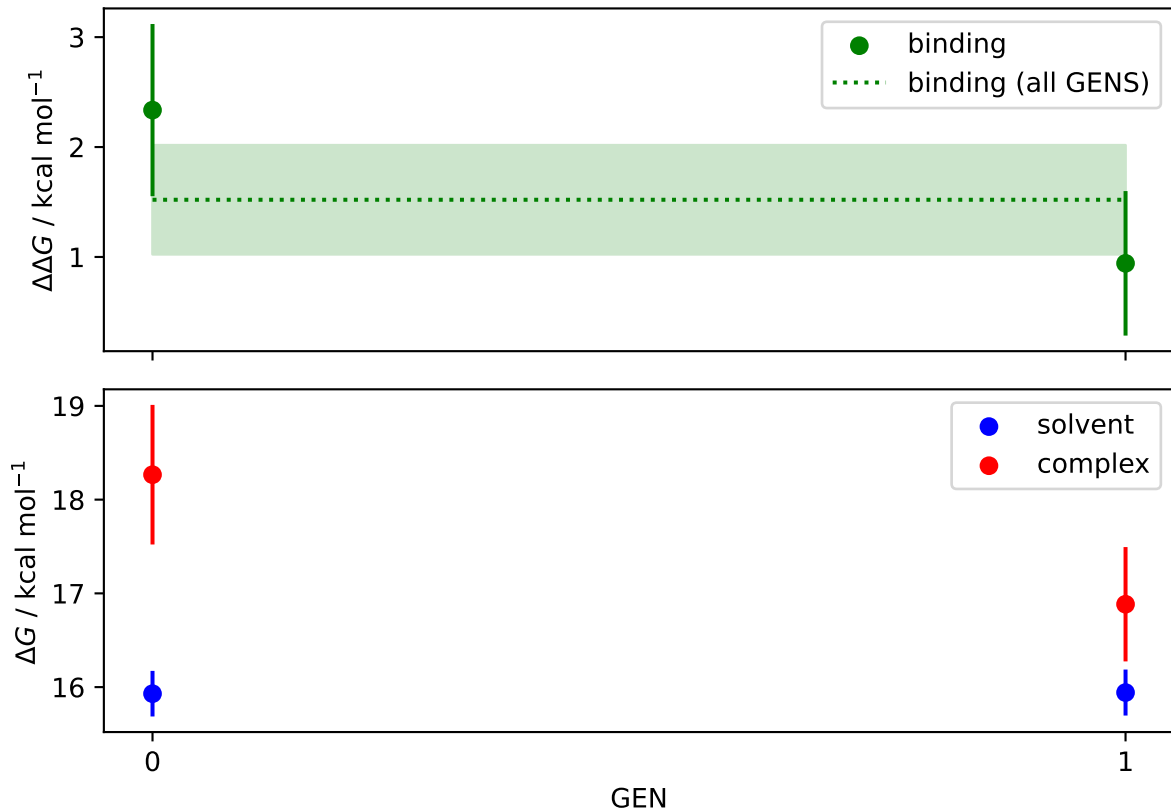 3
2
1
ΔΔG / kcal mol⁻¹
binding
binding (all GENS)
19
18
17
16
ΔG / kcal mol⁻¹
solvent
complex
0
1
GEN